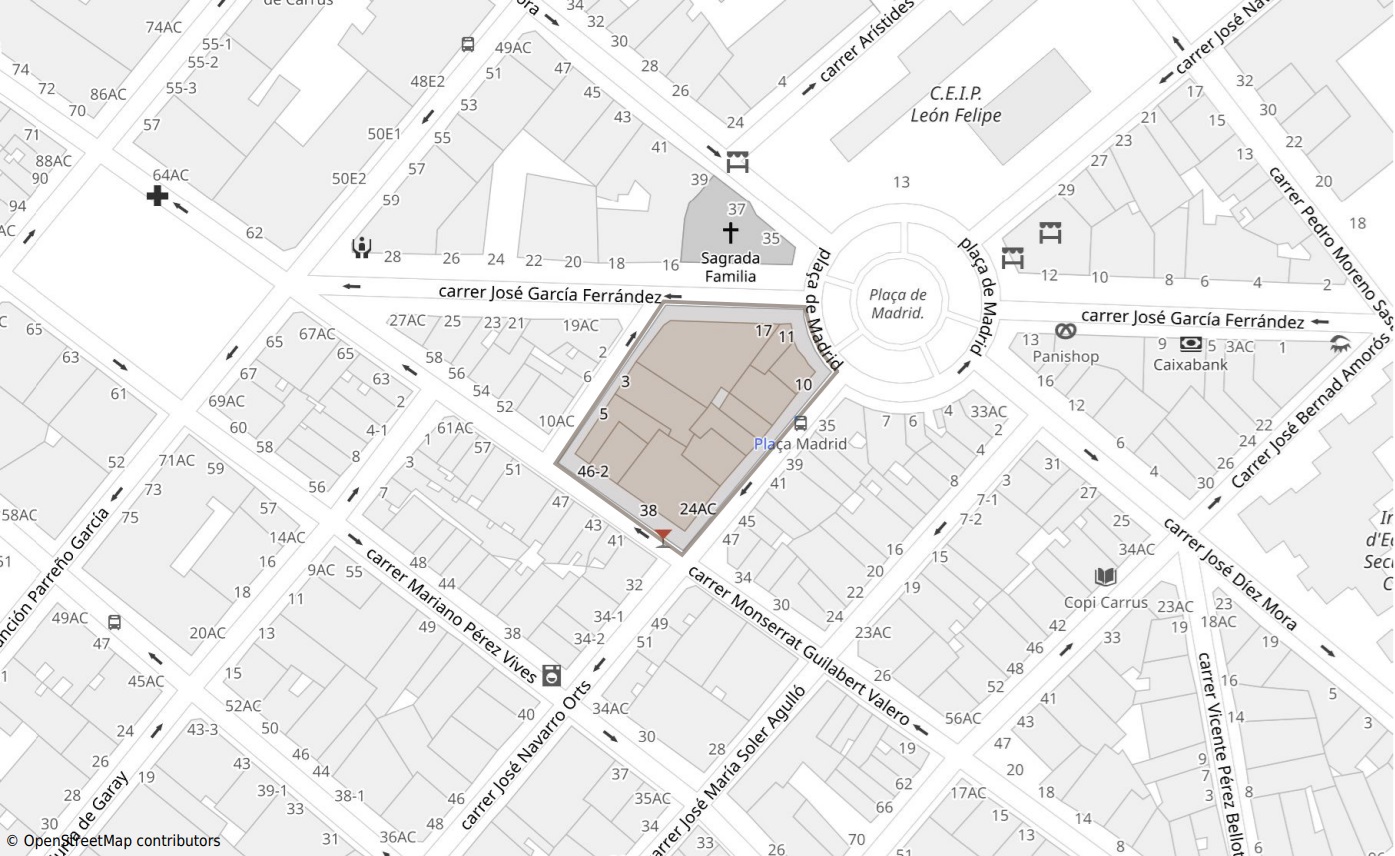 de Carrús
ora
34
32
30
28
26
24
carrer Arístides
4
carrer José Na
74AC
55-1
55-2
55-3
49AC
51
47
45
43
41
39
74
72
70
86AC
57
48E2
53
50E1
55
57
50E2
59
C.E.I.P.
León Felipe
13
32
17
30
21
15
22
23
13
27
20
29
18
carrer Pedro Moreno Sas
71
88AC
90
94
AC
64AC
62
28
26
24
22
20
18
16
37
35
Sagrada
Familia
plaça de Madrid
plaça de Madrid
Plaça de
Madrid.
12
10
8
6
4
2
carrer José García Ferrández
carrer José García Ferrández
65
C
63
61
65
67AC
67
69AC
60
58
27AC
25
23
21
19AC
2
6
58
56
54
52
63
2
4-1
8
61AC
1
57
3
51
10AC
47
43
41
7
17
11
3
10
5
46-2
38
24AC
Plaça Madrid
35
39
41
45
47
7
6
4
33AC
2
4
8
3
7-1
7-2
13
Panishop
9
Caixabank
5
3AC
1
16
12
6
4
22
24
26
30
Carrer José Bernad Amorós
31
27
25
34AC
Copi Carrus
carrer José Díez Mora
In
d'Ed
Secu
C
52
71AC
73
75
59
56
14AC
58AC
51
unción Parreño García
9AC
55
48
44
carrer Mariano Pérez Vives
49
38
18
11
20AC
13
15
49AC
47
45AC
1
32
34-1
34-2
49
51
34
30
carrer Monserrat Guilabert Valero
16
20
22
24
15
19
23AC
26
42
46
48
52
33
41
43
47
56AC
23AC
19
23
18AC
19
16
14
5
3
carrer Vicente Pérez Bellot
9
7
3
8
6
24
26
28
30
19
43-3
52AC
50
46
44
43
39-1
33
38-1
31
36AC
46
48
40
34AC
30
carrer José Navarro Orts
37
35AC
34
33
28
carrer José María Soler Agulló
19
62
66
70
26
17AC
15
13
20
18
14
8
unta de Garay
© OpenStreetMap contributors